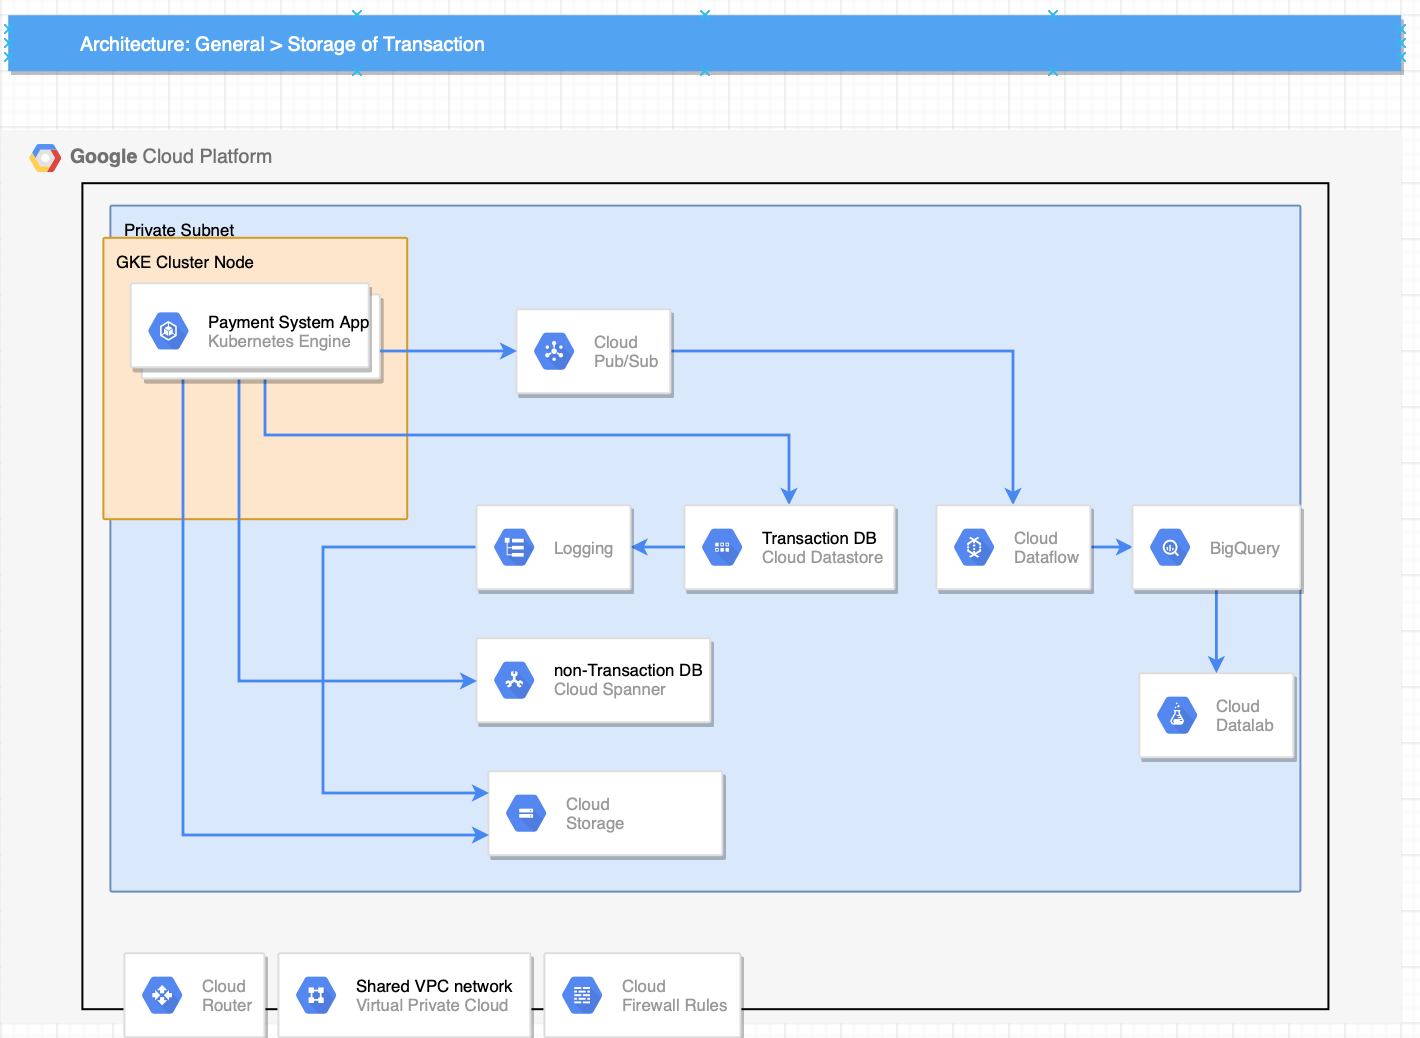 Architecture: General > Storage of Transaction
Google Cloud Platform
Private Subnet
GKE Cluster Node
Payment System App
Kubernetes Engine
Cloud
Pub/Sub
Logging
Transaction DB
Cloud Datastore
Cloud
Dataflow
BigQuery
non-Transaction DB
Cloud Spanner
Cloud
Datalab
Cloud
Storage
Cloud
Router
Shared VPC network
Virtual Private Cloud
Cloud
Firewall Rules